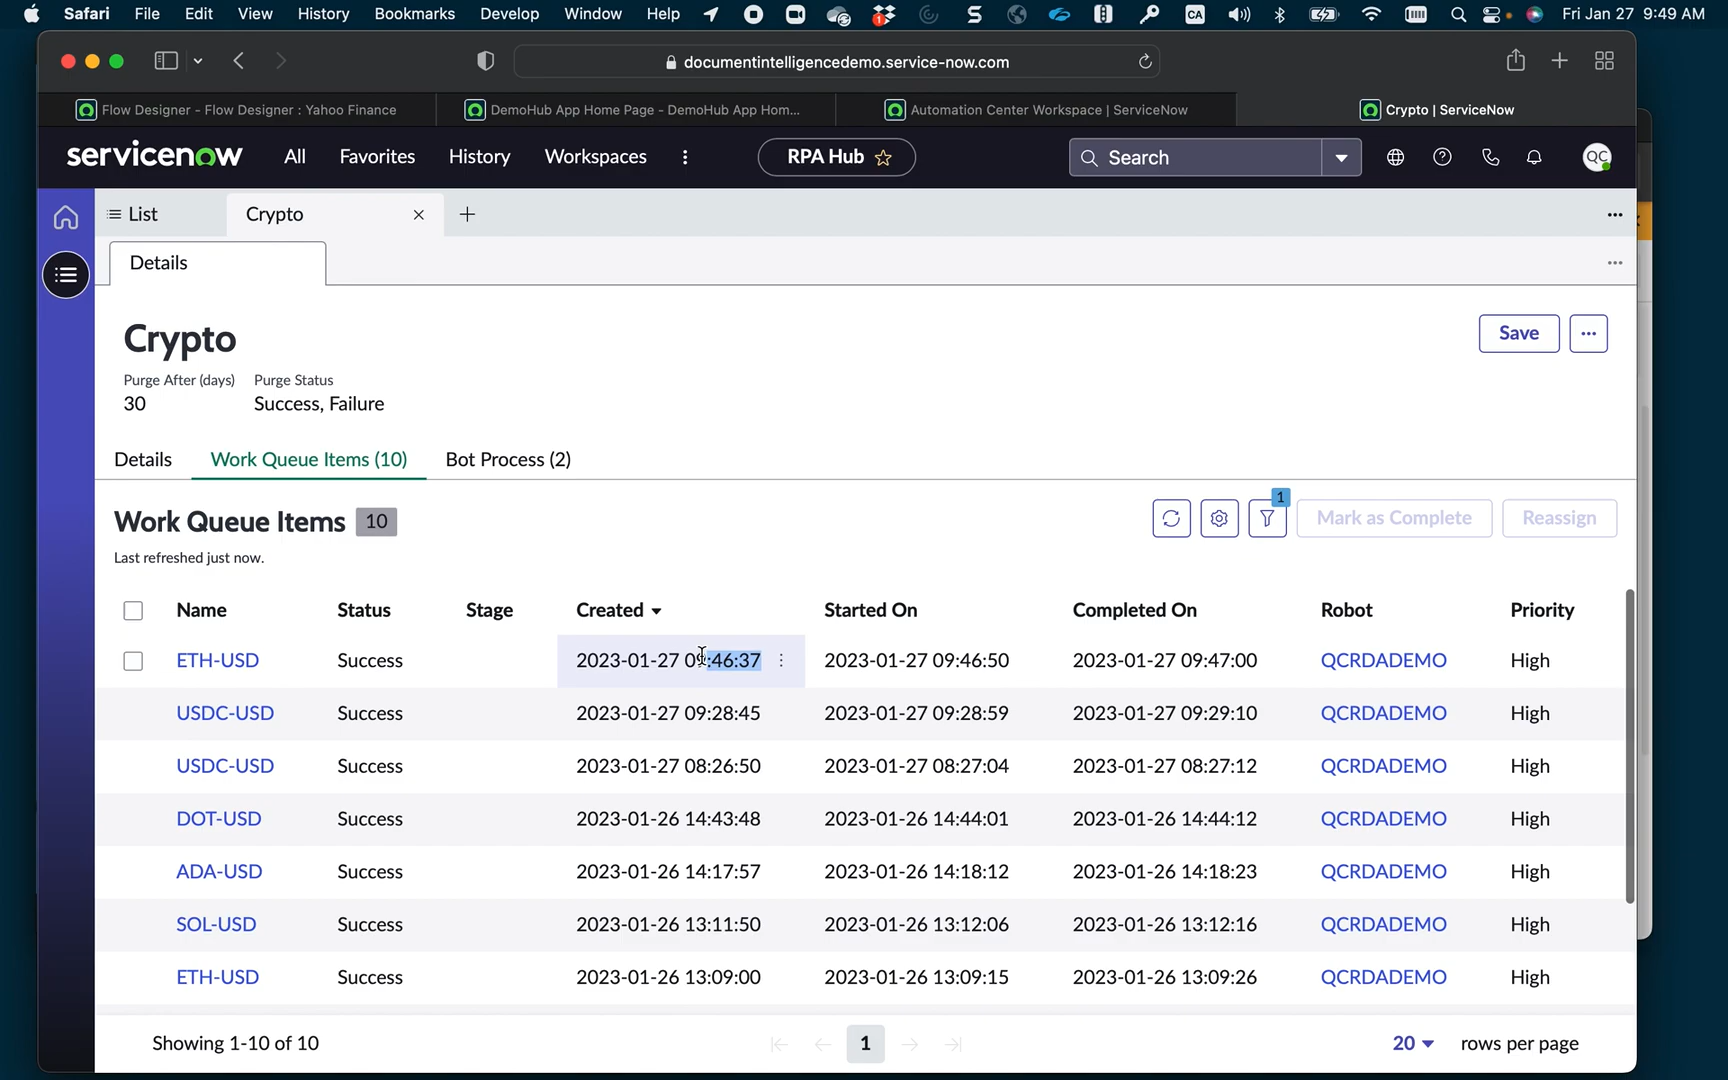 Safari File Edit View History Bookmarks Develop Window Help 1 S CA Fri Jan 27 9:49 AM
documentintelligencedemo.service-now.com
Flow Designer - Flow Designer : Yahoo Finance DemoHub App Home Page - DemoHub App Hom... Automation Center Workspace | ServiceNow Crypto | ServiceNow
servicenow All Favorites History Workspaces RPA Hub Search QC
List Crypto
Details
Crypto Save
Purge After (days) Purge Status
30 Success, Failure
Details Work Queue Items (10) Bot Process (2)
Work Queue Items 10 1 Mark as Complete Reassign
Last refreshed just now.
Name Status Stage Created Started On Completed On Robot Priority
ETH-USD Success 2023-01-27 09:46:37 2023-01-27 09:46:50 2023-01-27 09:47:00 QCRDADEMO High
USDC-USD Success 2023-01-27 09:28:45 2023-01-27 09:28:59 2023-01-27 09:29:10 QCRDADEMO High
USDC-USD Success 2023-01-27 08:26:50 2023-01-27 08:27:04 2023-01-27 08:27:12 QCRDADEMO High
DOT-USD Success 2023-01-26 14:43:48 2023-01-26 14:44:01 2023-01-26 14:44:12 QCRDADEMO High
ADA-USD Success 2023-01-26 14:17:57 2023-01-26 14:18:12 2023-01-26 14:18:23 QCRDADEMO High
SOL-USD Success 2023-01-26 13:11:50 2023-01-26 13:12:06 2023-01-26 13:12:16 QCRDADEMO High
ETH-USD Success 2023-01-26 13:09:00 2023-01-26 13:09:15 2023-01-26 13:09:26 QCRDADEMO High
Showing 1-10 of 10 1 20 rows per page